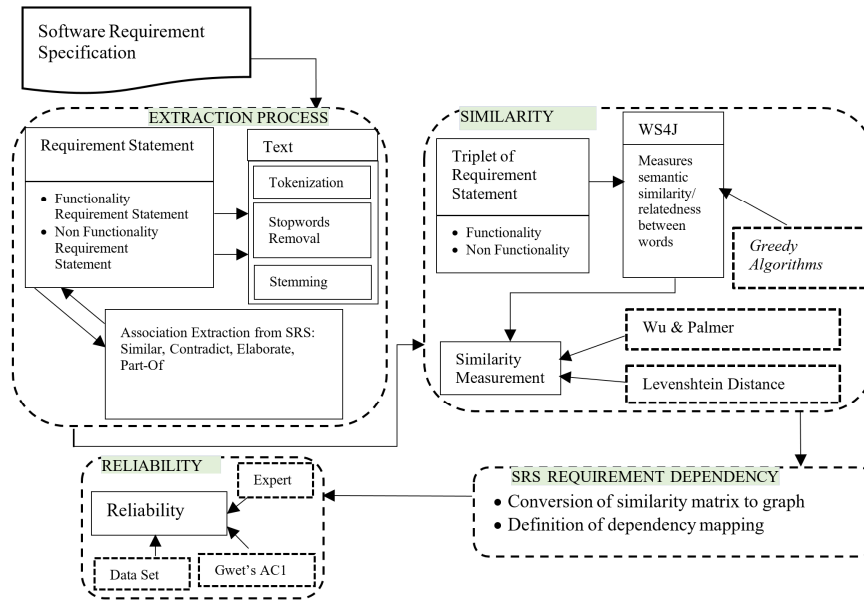 Software Requirement
Specification
EXTRACTION PROCESS
Requirement Statement
• Functionality
Requirement Statement
• Non Functionality
Requirement
Statement
Text
Tokenization
Stopwords
Removal
Stemming
Association Extraction from SRS:
Similar, Contradict, Elaborate,
Part-Of
SIMILARITY
Triplet of
Requirement
Statement
• Functionality
• Non Functionality
WS4J
Measures
semantic
similarity/
relatedness
between
words
Greedy
Algorithms
Similarity
Measurement
Wu & Palmer
Levenshtein Distance
RELIABILITY
Expert
Reliability
Data Set
Gwet's AC1
SRS REQUIREMENT DEPENDENCY
• Conversion of similarity matrix to graph
• Definition of dependency mapping